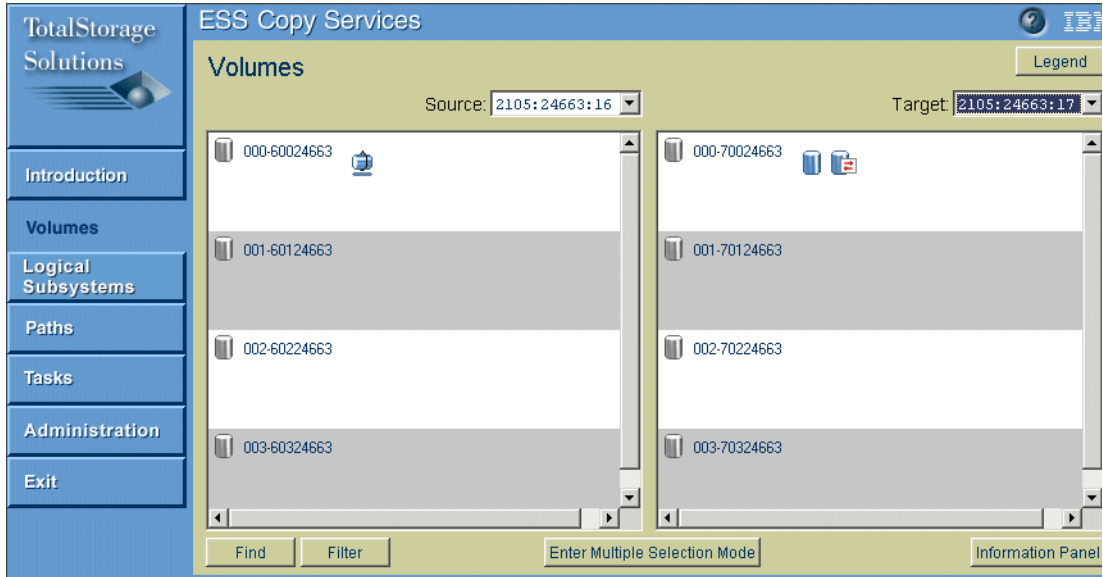 TotalStorage
Solutions
ESS Copy Services
Volumes
Legend
Source: 2105:24663:16
Target: 2105:24663:17
Introduction
Volumes
Logical
Subsystems
Paths
Tasks
Administration
Exit
000-60024663
001-60124663
002-60224663
003-60324663
000-70024663
001-70124663
002-70224663
003-70324663
Find
Filter
Enter Multiple Selection Mode
Information Panel